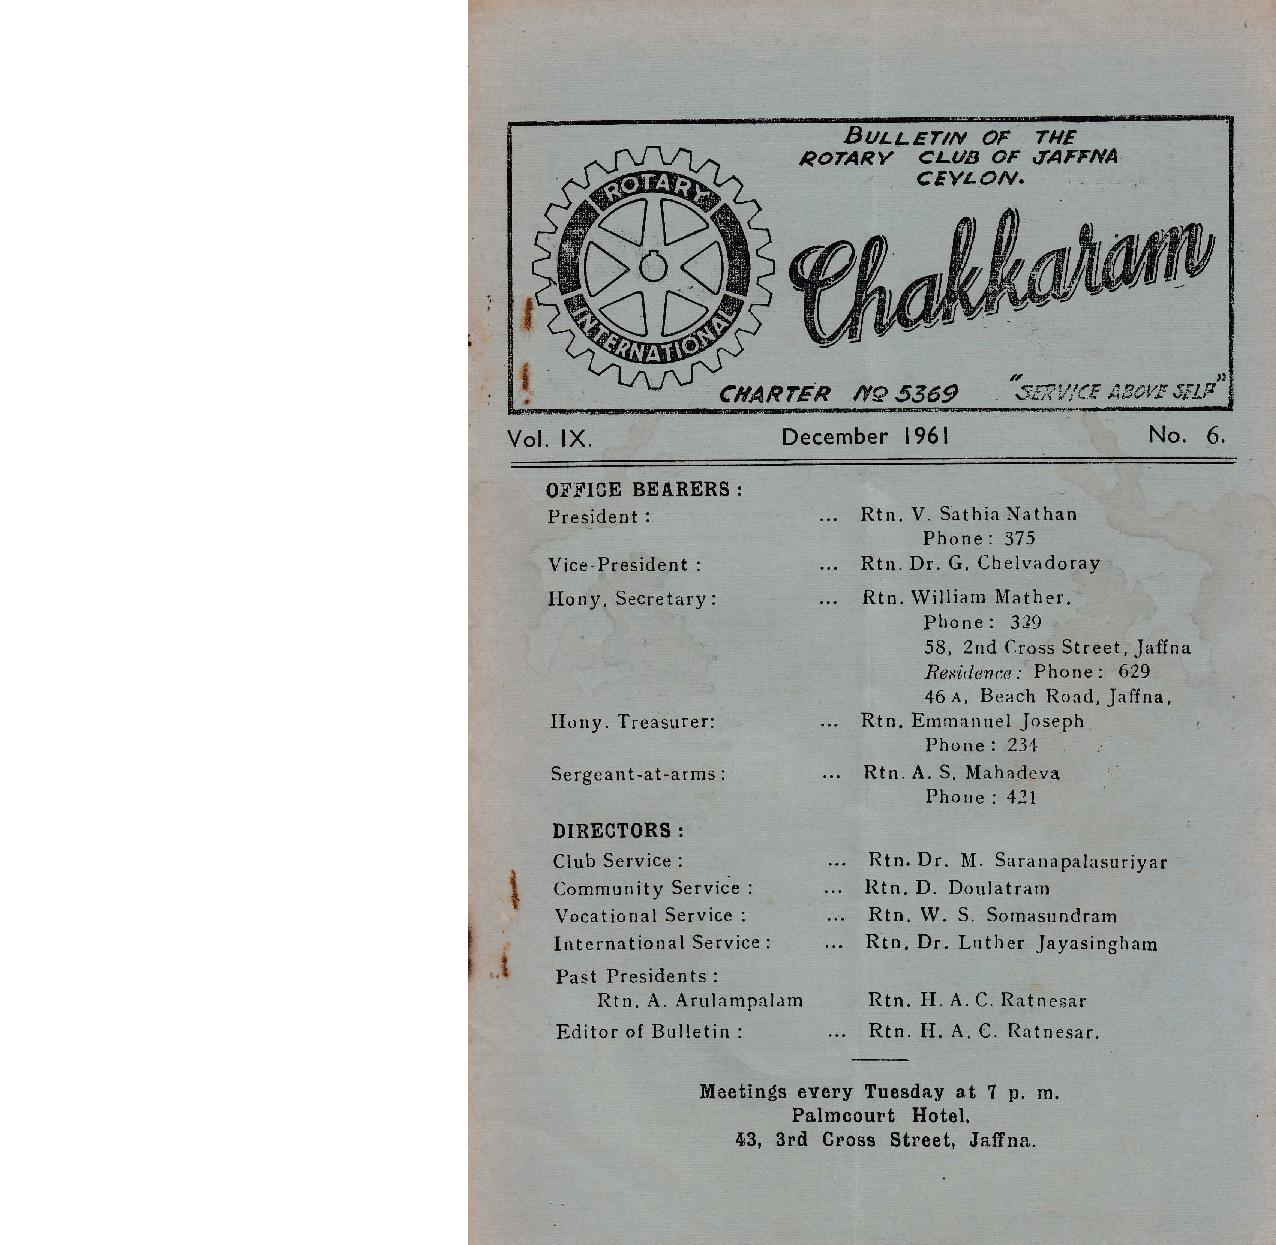 BULLETIN OF THE
ROTARY CLUB OF JAFFNA
CEYLON.
ROTARY
INTERNATIONAL
Chakkaram
CHARTER No 5369 "SERVICE ABOVE SELF"
Vol. IX. December 1961 No. 6.
OFFICE BEARERS :
President : ... Rtn. V. Sathia Nathan
Phone : 375
Vice-President : ... Rtn. Dr. G. Chelvadoray
Hony. Secretary : ... Rtn. William Mather.
Phone : 329
58, 2nd Cross Street, Jaffna
Residence : Phone : 629
46 A, Beach Road, Jaffna,
Hony. Treasurer: ... Rtn. Emmanuel Joseph
Phone : 234
Sergeant-at-arms : ... Rtn. A. S. Mahadeva
Phone : 421
DIRECTORS :
Club Service : ... Rtn. Dr. M. Saranapalasuriyar
Community Service : ... Rtn. D. Doulatram
Vocational Service : ... Rtn. W. S. Somasundram
International Service : ... Rtn. Dr. Luther Jayasingham
Past Presidents :
Rtn. A. Arulampalam Rtn. H. A. C. Ratnesar
Editor of Bulletin : ... Rtn. H. A. C. Ratnesar.
Meetings every Tuesday at 7 p. m.
Palmcourt Hotel.
43, 3rd Cross Street, Jaffna.